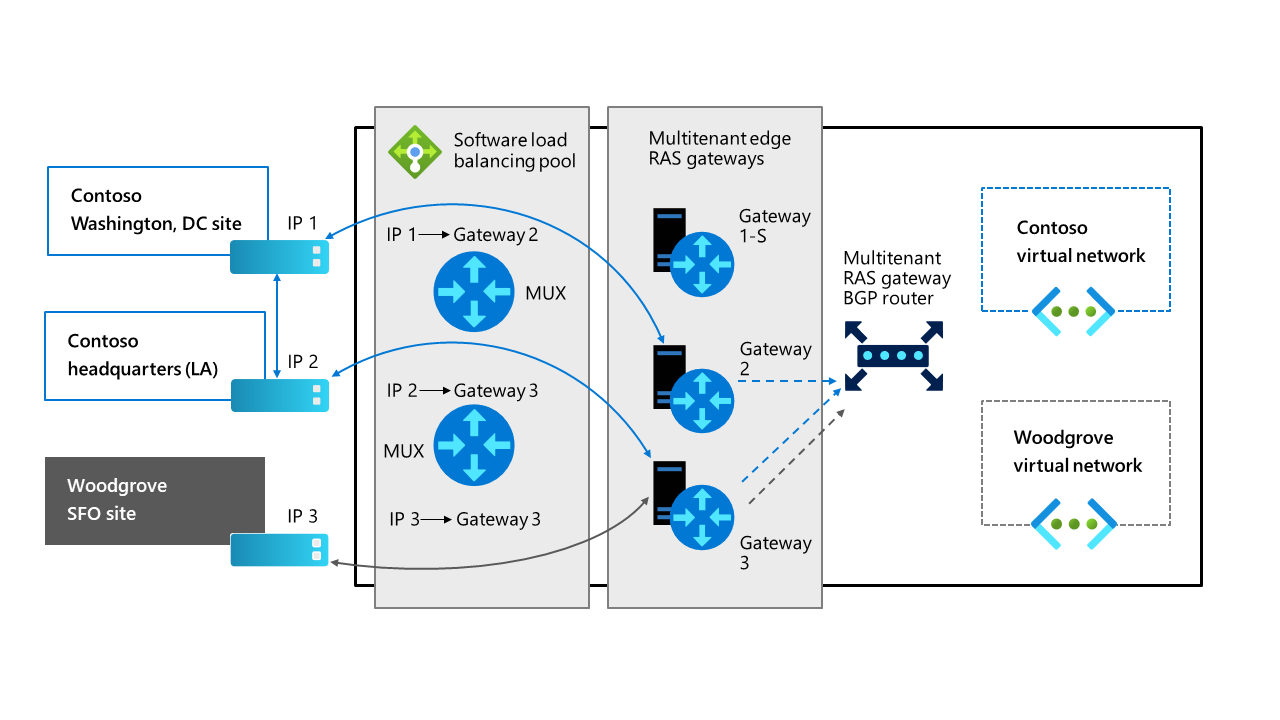 Software load
balancing pool
Multitenant edge
RAS gateways
Contoso
Washington, DC site
IP 1
IP 1 → Gateway 2
MUX
Gateway
1-S
Contoso
headquarters (LA)
IP 2
IP 2 → Gateway 3
MUX
Gateway
2
Woodgrove
SFO site
IP 3
IP 3 → Gateway 3
Gateway
3
Multitenant
RAS gateway
BGP router
Contoso
virtual network
Woodgrove
virtual network